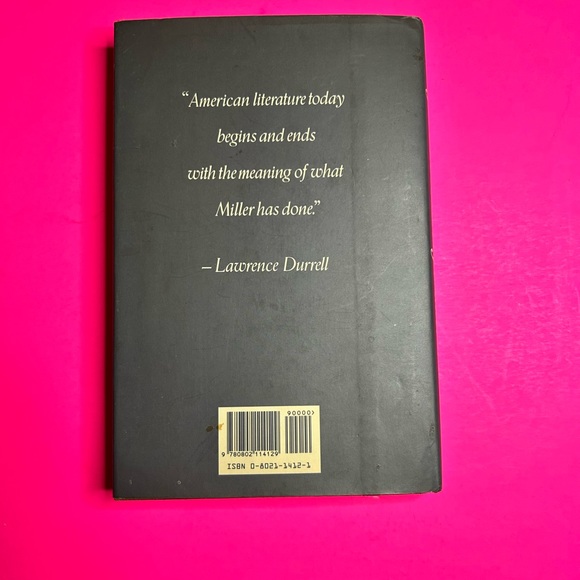 “American literature today
begins and ends
with the meaning of what
Miller has done.”
– Lawrence Durrell
90000>
9 780802 114129
ISBN 0-8021-1412-1